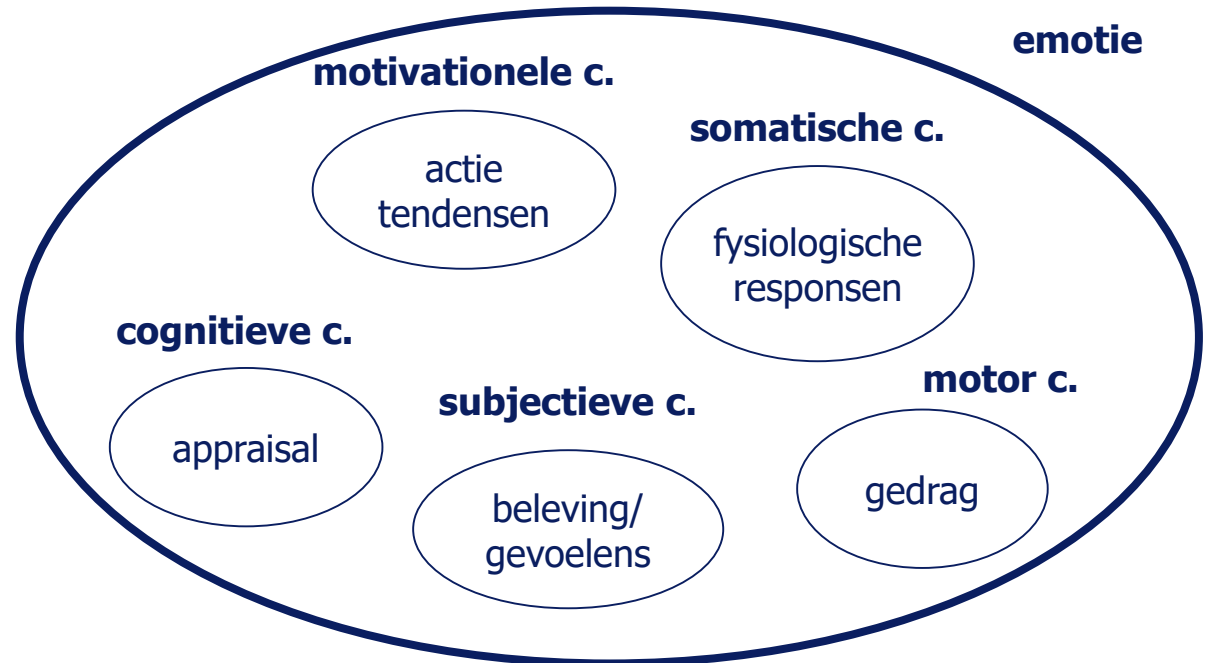 emotie
motivationele c.
actie
tendensen
somatische c.
fysiologische
responsen
cognitieve c.
appraisal
subjectieve c.
beleving/
gevoelens
motor c.
gedrag